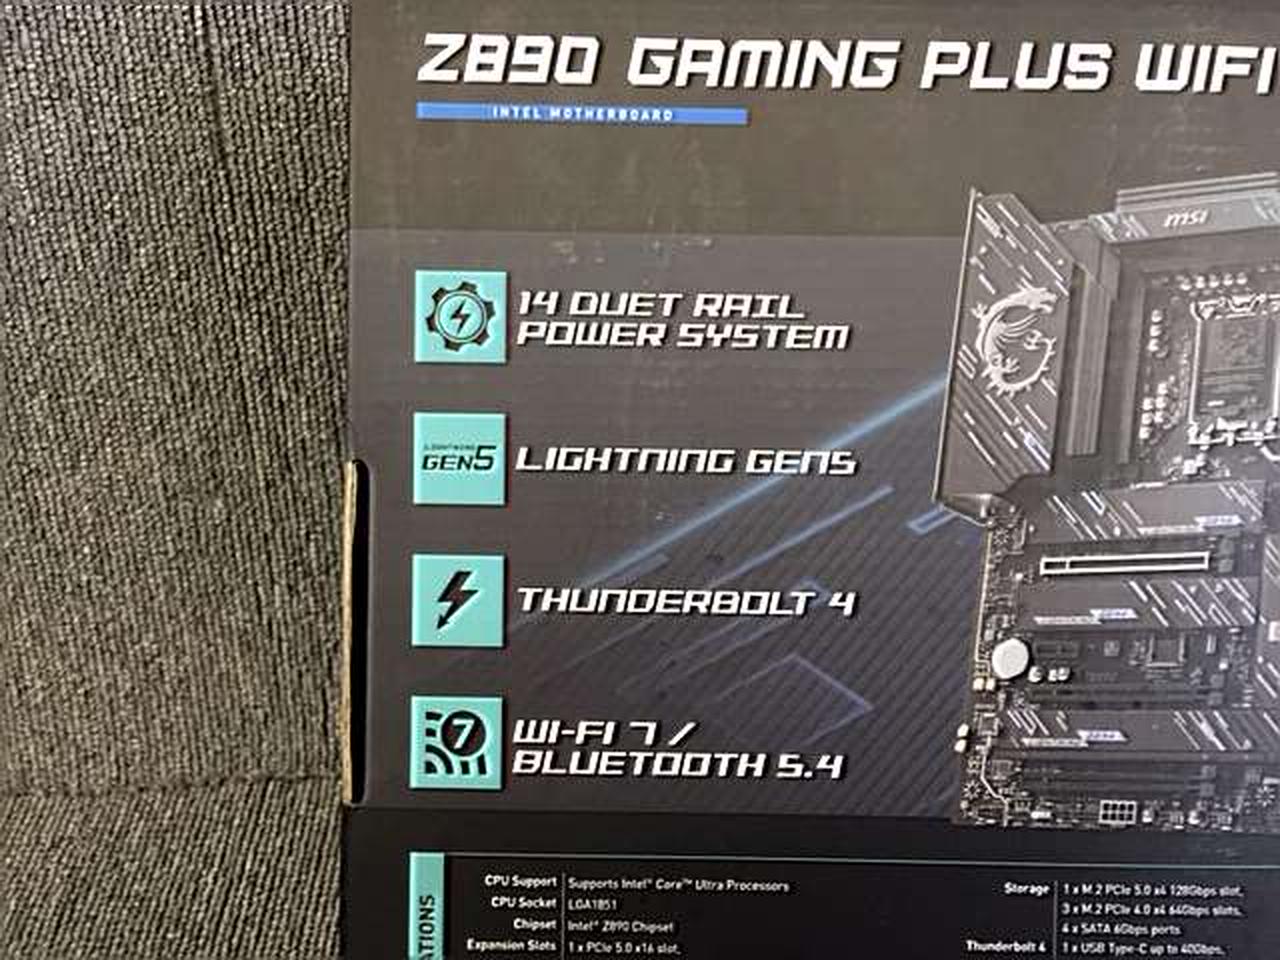 Z890 GAMING PLUS WIFI
INTEL MOTHERBOARD
msi
14 DUET RAIL
POWER SYSTEM
LIGHTNING
GEN5
LIGHTNING GEN5
THUNDERBOLT 4
7
WI-FI 7 /
BLUETOOTH 5.4
ATIONS
CPU Support Supports Intel® Core™ Ultra Processors
CPU Socket LGA1851
Chipset Intel® Z890 Chipset
Expansion Slots 1 x PCIe 5.0 x16 slot,
Storage 1 x M.2 PCIe 5.0 x4 128Gbps slot,
3 x M.2 PCIe 4.0 x4 64Gbps slots,
4 x SATA 6Gbps ports
Thunderbolt 4 1 x USB Type-C up to 40Gbps,